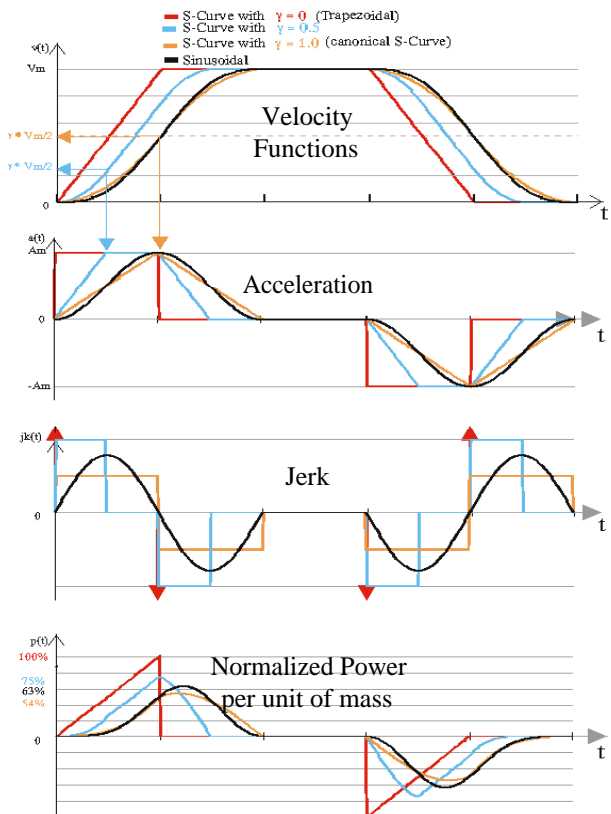 S-Curve with γ = 0 (Trapezoidal)
S-Curve with γ = 0.5
S-Curve with γ = 1.0 (canonical S-Curve)
Sinusoidal
v(t)
Vm
γ * Vm/2
γ* Vm/2
0
Velocity
Functions
t
a(t)
Am
Acceleration
0
t
-Am
jk(t)
Jerk
0
t
p(t)
100%
75%
63%
54%
Normalized Power
per unit of mass
0
t